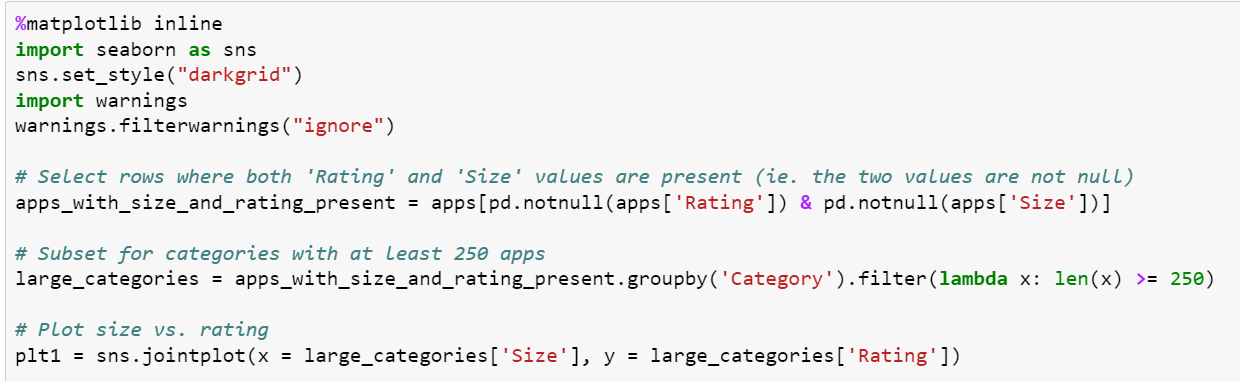 %matplotlib inline
import seaborn as sns
sns.set_style("darkgrid")
import warnings
warnings.filterwarnings("ignore")
# Select rows where both 'Rating' and 'Size' values are present (ie. the two values are not null)
apps_with_size_and_rating_present = apps[pd.notnull(apps['Rating']) & pd.notnull(apps['Size'])]
# Subset for categories with at least 250 apps
large_categories = apps_with_size_and_rating_present.groupby('Category').filter(lambda x: len(x) >= 250)
# Plot size vs. rating
plt1 = sns.jointplot(x = large_categories['Size'], y = large_categories['Rating'])